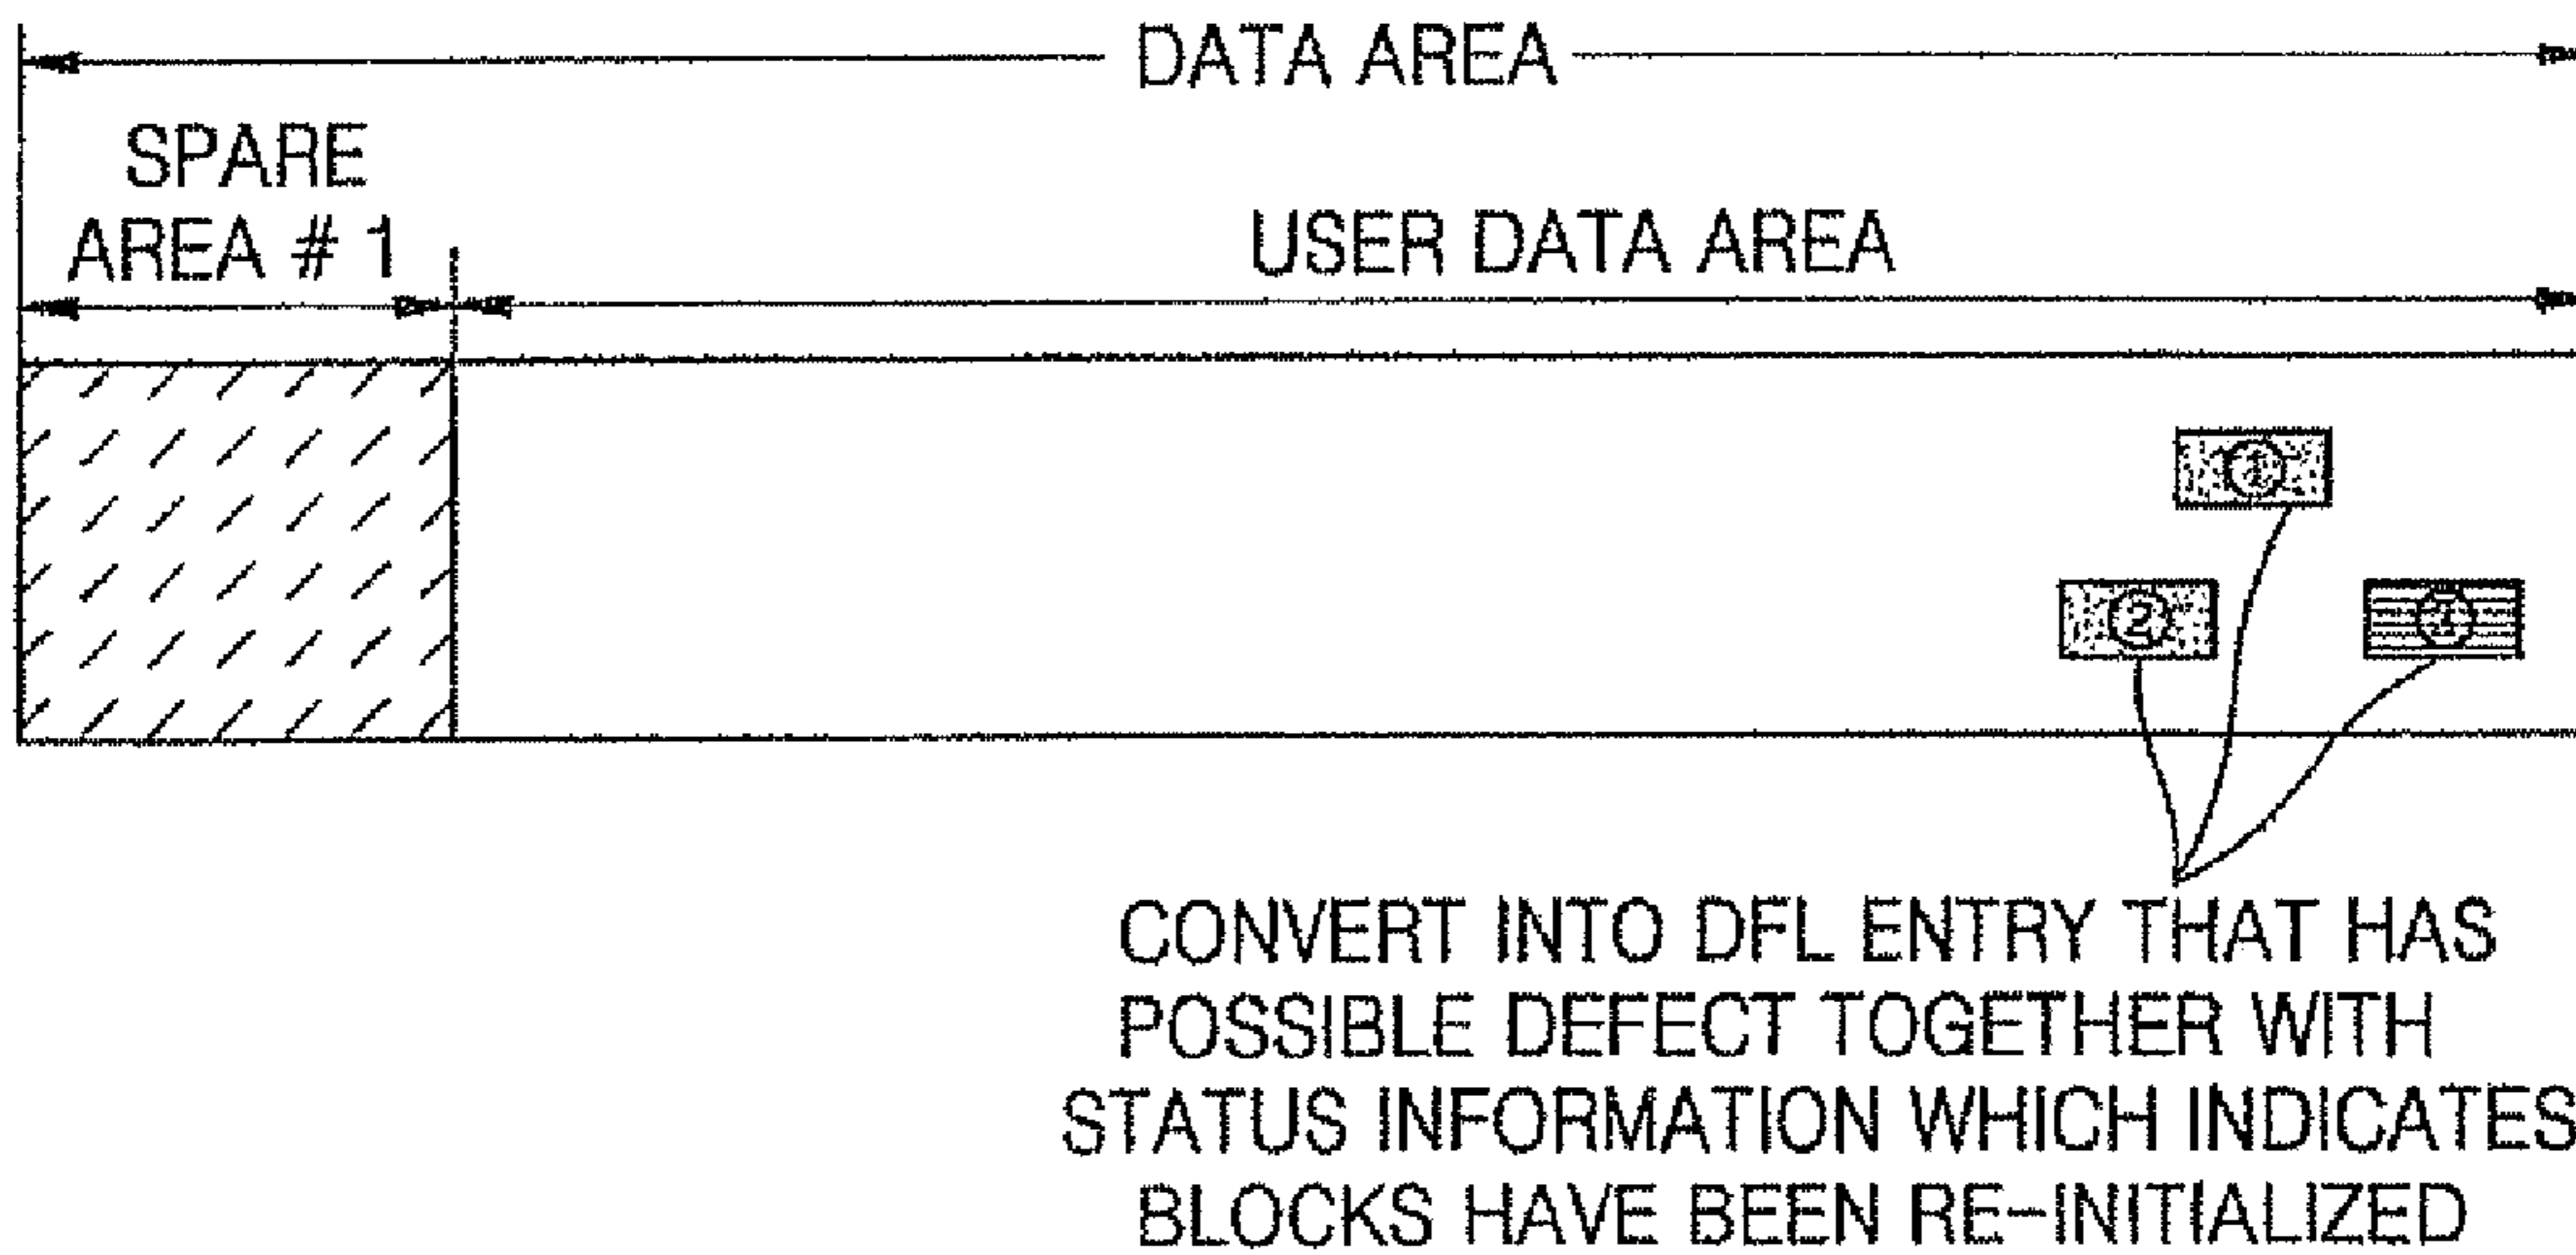 DATA AREA
SPARE
AREA # 1
USER DATA AREA
②
CONVERT INTO DFL ENTRY THAT HAS
POSSIBLE DEFECT TOGETHER WITH
STATUS INFORMATION WHICH INDICATES
BLOCKS HAVE BEEN RE-INITIALIZED